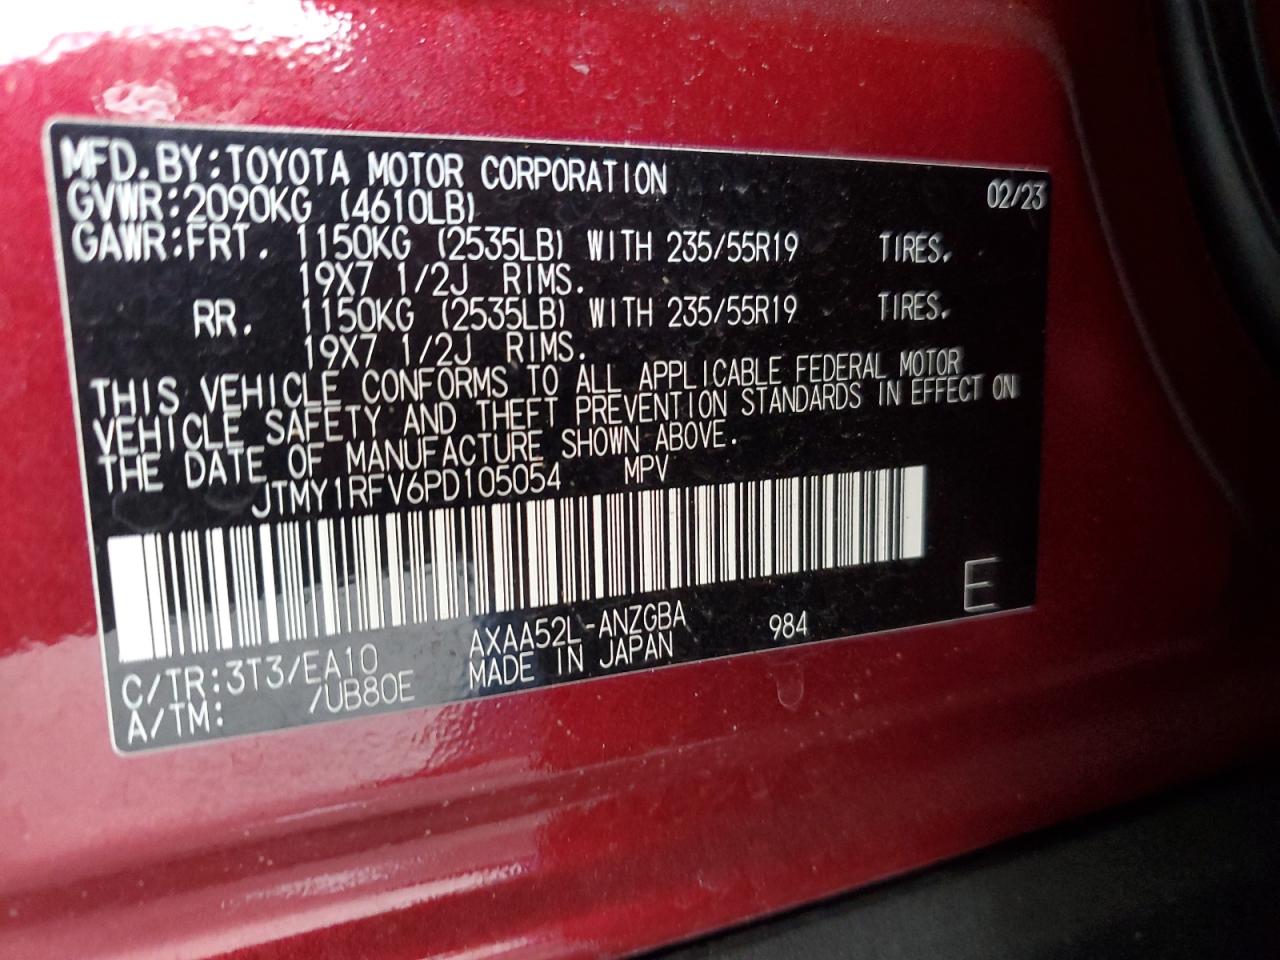 MFD.BY:TOYOTA MOTOR CORPORATION 02/23
GVWR:2090KG (4610LB)
GAWR:FRT. 1150KG (2535LB) WITH 235/55R19 TIRES.
19X7 1/2J RIMS.
RR. 1150KG (2535LB) WITH 235/55R19 TIRES.
19X7 1/2J RIMS.
THIS VEHICLE CONFORMS TO ALL APPLICABLE FEDERAL MOTOR
VEHICLE SAFETY AND THEFT PREVENTION STANDARDS IN EFFECT ON
THE DATE OF MANUFACTURE SHOWN ABOVE.
JTMY1RFV6PD105054 MPV
E
C/TR:3T3/EA10 AXAA52L-ANZGBA 984
A/TM: /UB80E MADE IN JAPAN